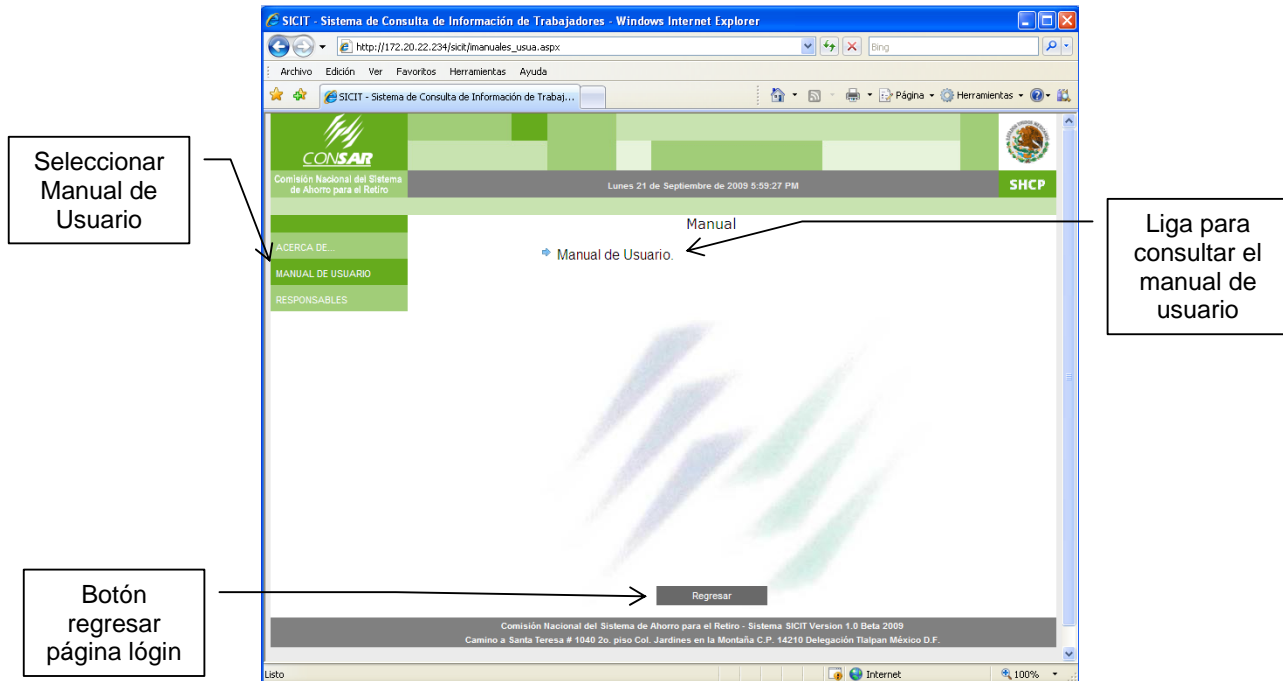 SICIT - Sistema de Consulta de Información de Trabajadores - Windows Internet Explorer
http://172.20.22.234/sicit/imanuales_usua.aspx
Bing
Archivo Edición Ver Favoritos Herramientas Ayuda
SICIT - Sistema de Consulta de Información de Trabaj...
Página
Herramientas
CONSAR
Comisión Nacional del Sistema
de Ahorro para el Retiro
Lunes 21 de Septiembre de 2009 5:59:27 PM
SHCP
ACERCA DE...
MANUAL DE USUARIO
RESPONSABLES
Manual
Manual de Usuario.
Seleccionar
Manual de
Usuario
Liga para
consultar el
manual de
usuario
Botón
regresar
página lógin
Regresar
Comisión Nacional del Sistema de Ahorro para el Retiro - Sistema SICIT Version 1.0 Beta 2009
Camino a Santa Teresa # 1040 2o. piso Col. Jardines en la Montaña C.P. 14210 Delegación Tlalpan México D.F.
Listo
Internet
100%